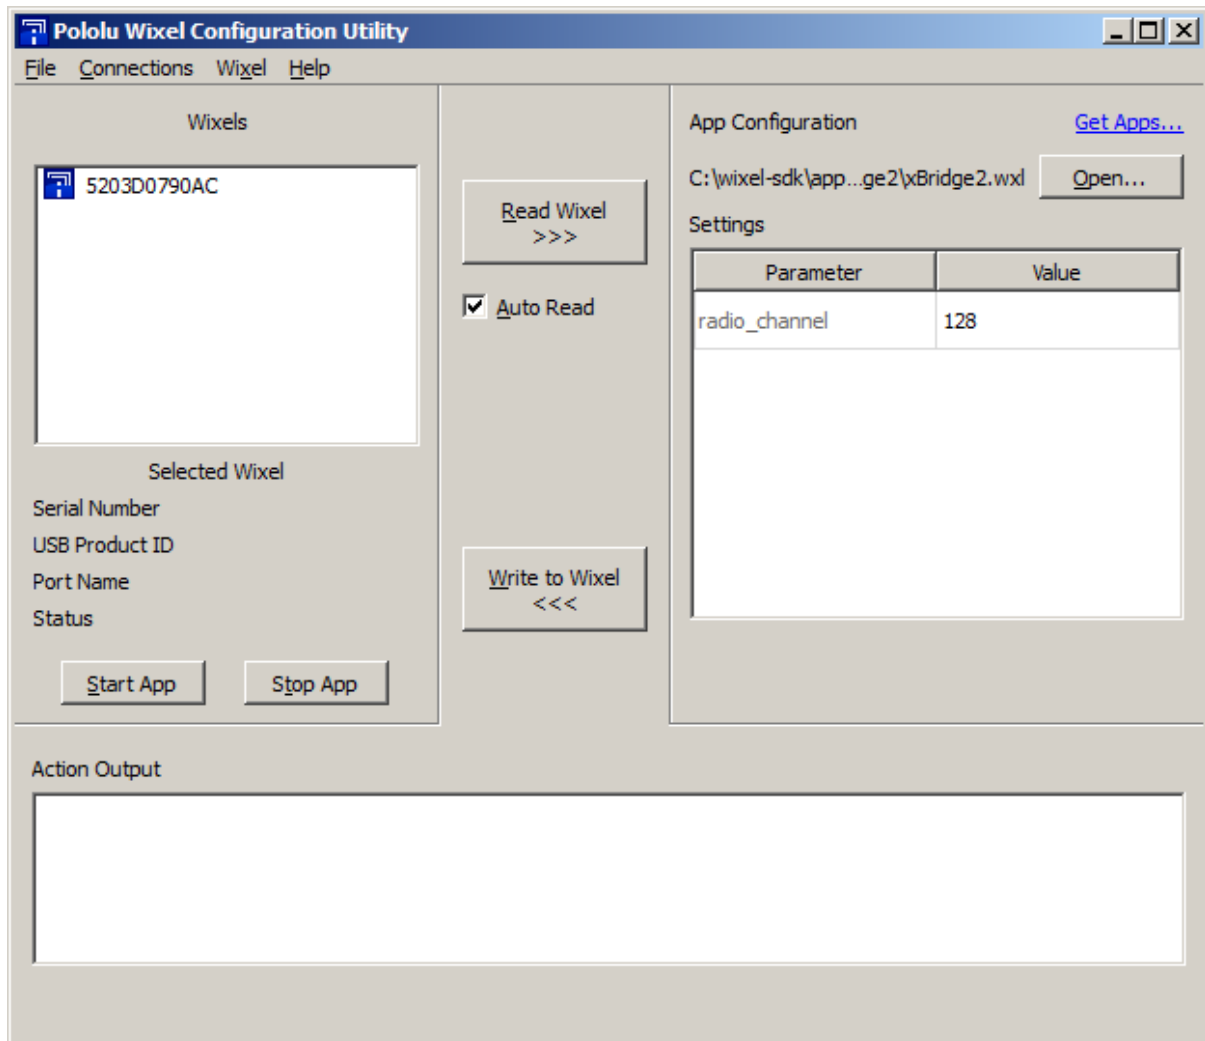 Pololu Wixel Configuration Utility
File Connections Wixel Help
Wixels
5203D0790AC
Selected Wixel
Serial Number
USB Product ID
Port Name
Status
Start App Stop App
Read Wixel
>>>
Auto Read
Write to Wixel
<<<
App Configuration Get Apps...
C:\wixel-sdk\app...ge2\xBridge2.wxl Open...
Settings
Parameter Value
radio_channel 128
Action Output